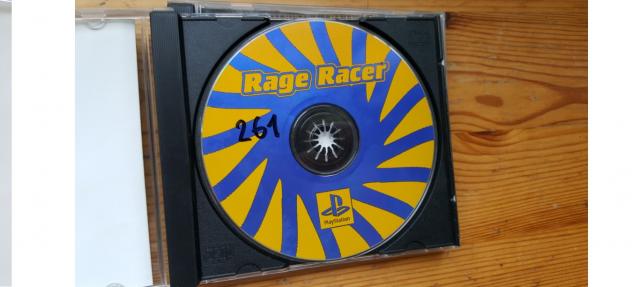 Rage Racer
261
PlayStation